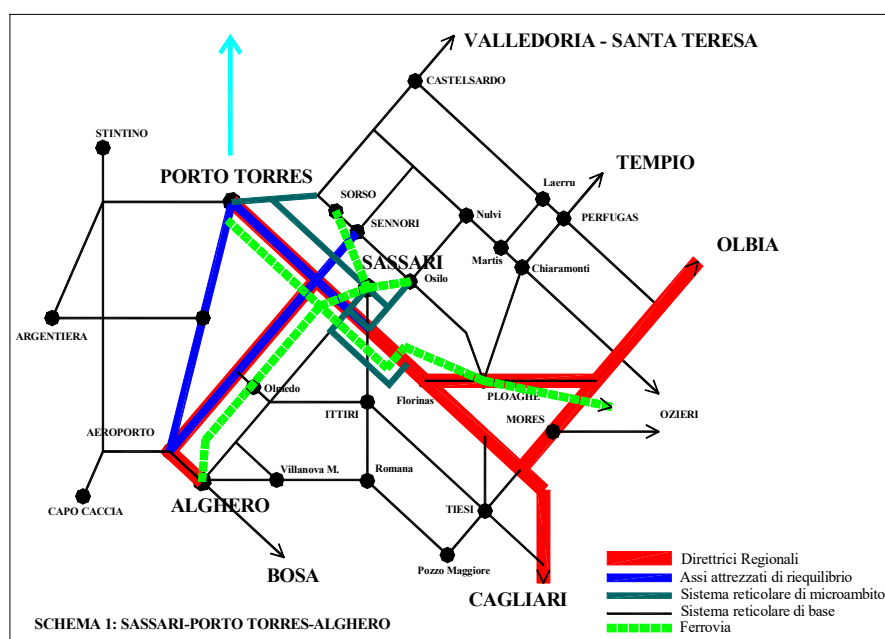 VALLEDORIA - SANTA TERESA
CASTELSARDO
STINTINO
TEMPIO
PORTO TORRES
Laerru
SORSO
PERFUGAS
SENNORI
Nulvi
OLBIA
Martis
SASSARI
Chiaramonti
Osilo
ARGENTIERA
Olmedo
PLOAGHE
Florinas
OZIERI
ITTIRI
MORES
AEROPORTO
Villanova M.
Romana
ALGHERO
CAPO CACCIA
TIESI
Pozzo Maggiore
BOSA
CAGLIARI
Direttrici Regionali
Assi attrezzati di riequilibrio
Sistema reticolare di microambito
Sistema reticolare di base
Ferrovia
SCHEMA 1: SASSARI-PORTO TORRES-ALGHERO